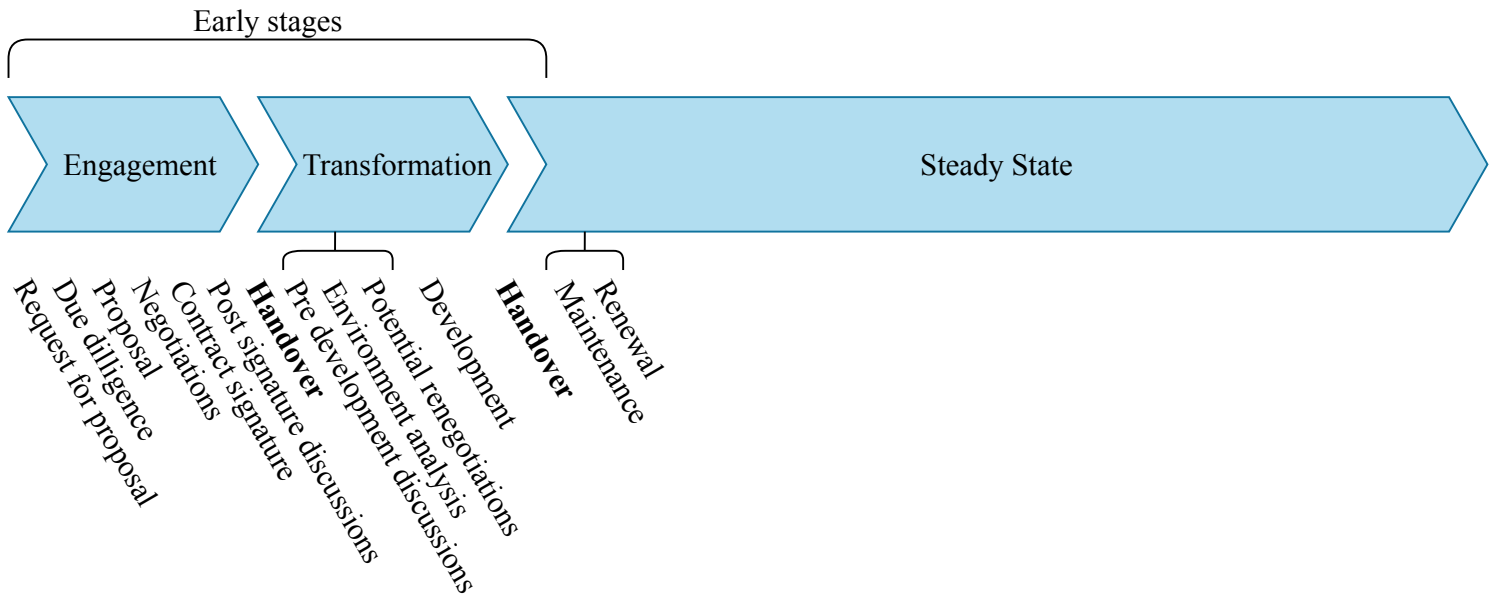 Early stages
Engagement
Transformation
Steady State
Request for proposal
Due dilligence
Proposal
Negotiations
Contract signature
Post signature discussions
Handover
Pre development discussions
Environment analysis
Potential renegotiations
Development
Handover
Maintenance
Renewal